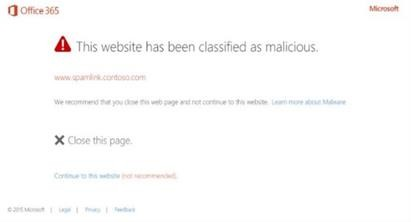 Office 365
Microsoft
This website has been classified as malicious.
www.spamlink.contoso.com
We recommend that you close this web page and not continue to this website. Learn more about Malware
Close this page.
Continue to this website (not recommended).
© 2015 Microsoft | Legal | Privacy | Feedback